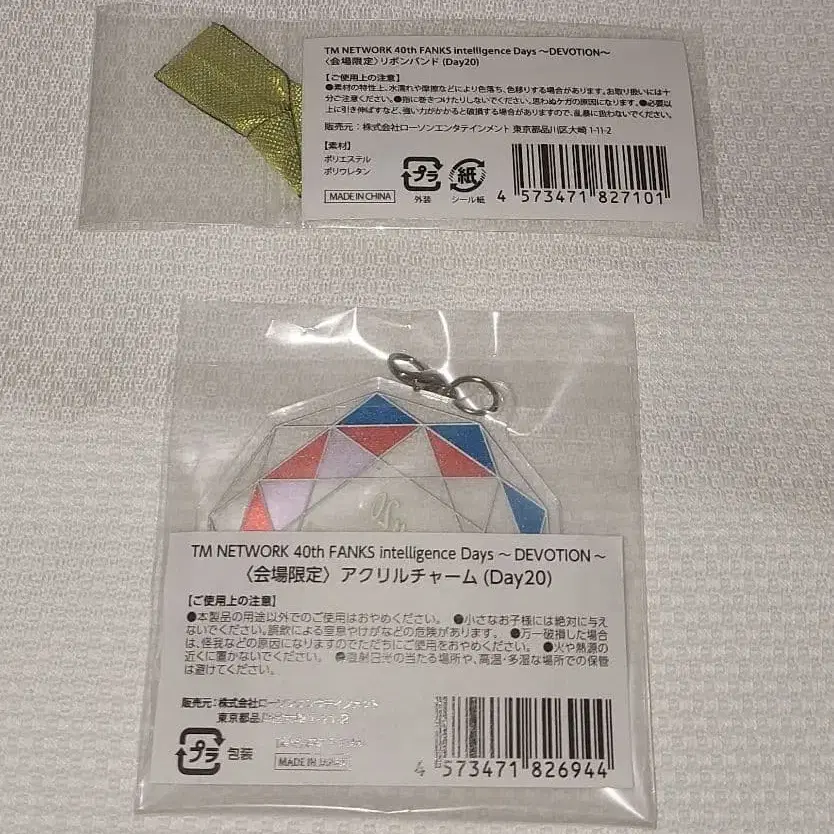 TM NETWORK 40th FANKS intelligence Days ～DEVOTION～
〈会場限定〉リボンバンド (Day20)
【ご使用上の注意】
●素材の特性上、水濡れや摩擦などにより色落ち、色移りする場合があります。お取り扱いには十
分ご注意ください。●指に巻きつけたりしないでください。思わぬケガの原因になります。●必要以
上に引き伸ばすなど、強い力がかかると破損する場合がありますので、乱暴に扱わないでください。
販売元：株式会社ローソンエンタテインメント 東京都品川区大崎 1-11-2
【素材】
ポリエステル
ポリウレタン
MADE IN CHINA
プラ
外装
紙
シール紙
4 573471 827101
TM NETWORK 40th FANKS intelligence Days ～ DEVOTION ～
〈会場限定〉アクリルチャーム (Day20)
【ご使用上の注意】
●本製品の用途以外でのご使用はおやめください。 ●小さなお子様には絶対に与え
ないでください。誤飲による窒息やけがなどの危険があります。 ●万一破損した場合
は、怪我などの原因になりますのでただちにご使用をおやめください。 ●火や熱源の
近くに置かないでください。 ●直射日光の当たる場所や、高温・多湿な場所での保管
は避けてください。
販売元：株式会社ローソンエンタテインメント
東京都品
プラ
包装
MADE IN JAPAN
4 573471 826944